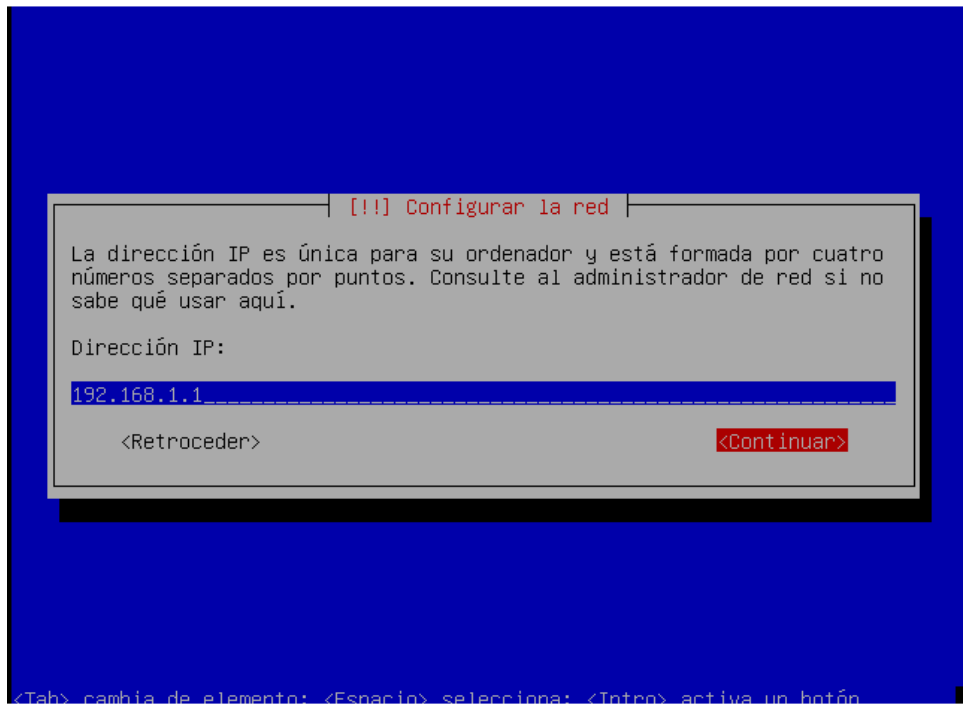 [!!] Configurar la red
La dirección IP es única para su ordenador y está formada por cuatro
números separados por puntos. Consulte al administrador de red si no
sabe qué usar aquí.
Dirección IP:
192.168.1.1
<Retroceder> <Continuar>
<Tab> cambia de elemento; <Espacio> selecciona; <Intro> activa un botón